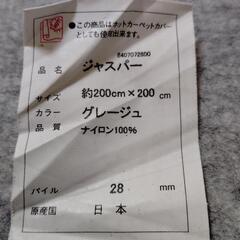 ●この商品はホットカーペットカバー
としても使用出来ます。
8407072800
品名 ジャスパー
サイズ 約200cm×200cm
カラー グレージュ
品質 ナイロン100%
パイル 28 mm
原産国 日本